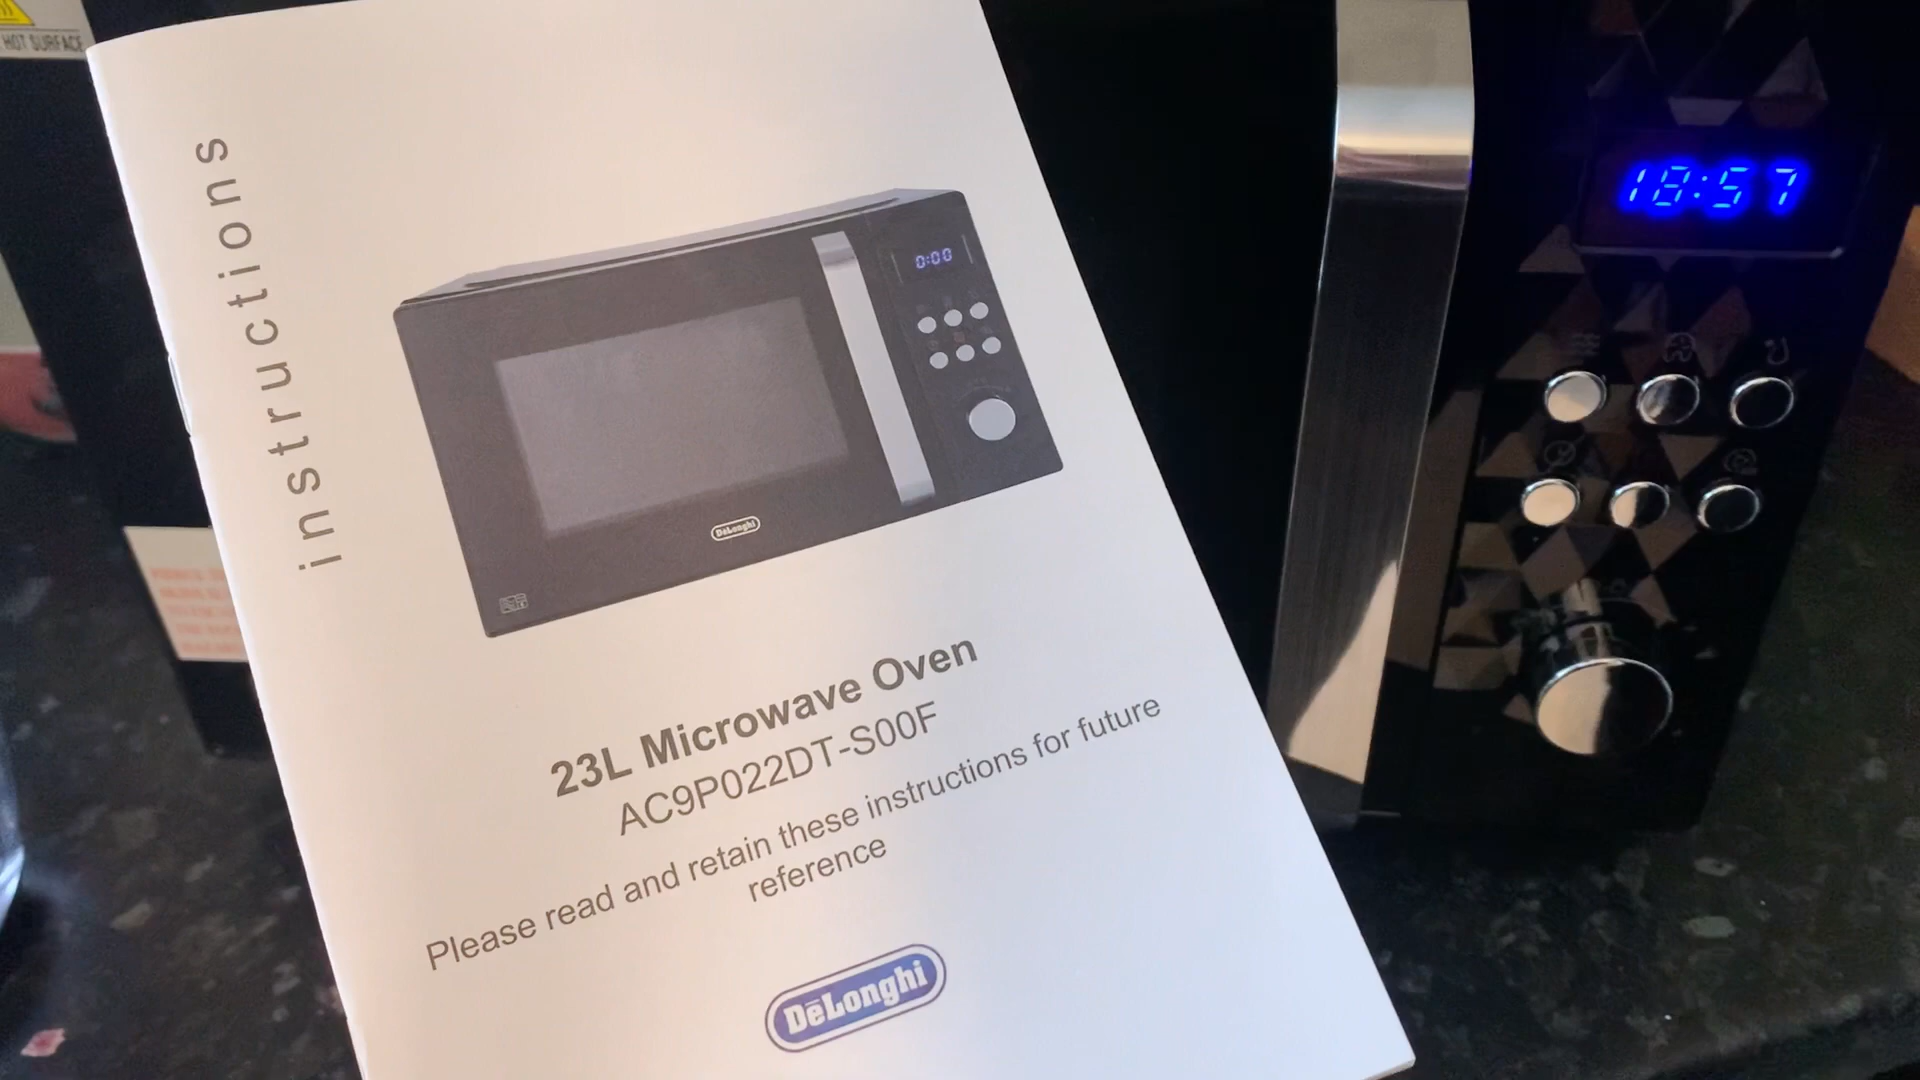 HOT SURFACE
instructions
0:00
DeLonghi
23L Microwave Oven
AC9P022DT-S00F
Please read and retain these instructions for future
reference
DēLonghi
18:57